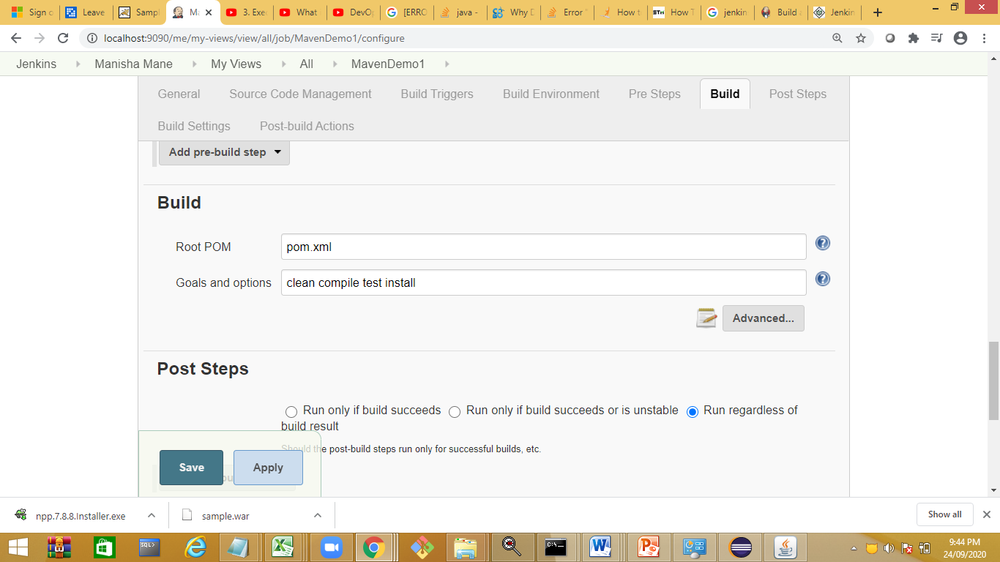 Sign o
Leave
Sampl
Ma
3. Exe
What
DevO
[ERRO
java -
Why D
Error
How t
How T
jenkin
Build a
Jenkin
localhost:9090/me/my-views/view/all/job/MavenDemo1/configure
Jenkins Manisha Mane My Views All MavenDemo1
General Source Code Management Build Triggers Build Environment Pre Steps Build Post Steps
Build Settings Post-build Actions
Add pre-build step
Build
Root POM pom.xml
Goals and options clean compile test install
Advanced...
Post Steps
Run only if build succeeds Run only if build succeeds or is unstable Run regardless of
build result
Should the post-build steps run only for successful builds, etc.
Save Apply
npp.7.8.8.Installer.exe sample.war Show all
9:44 PM
24/09/2020